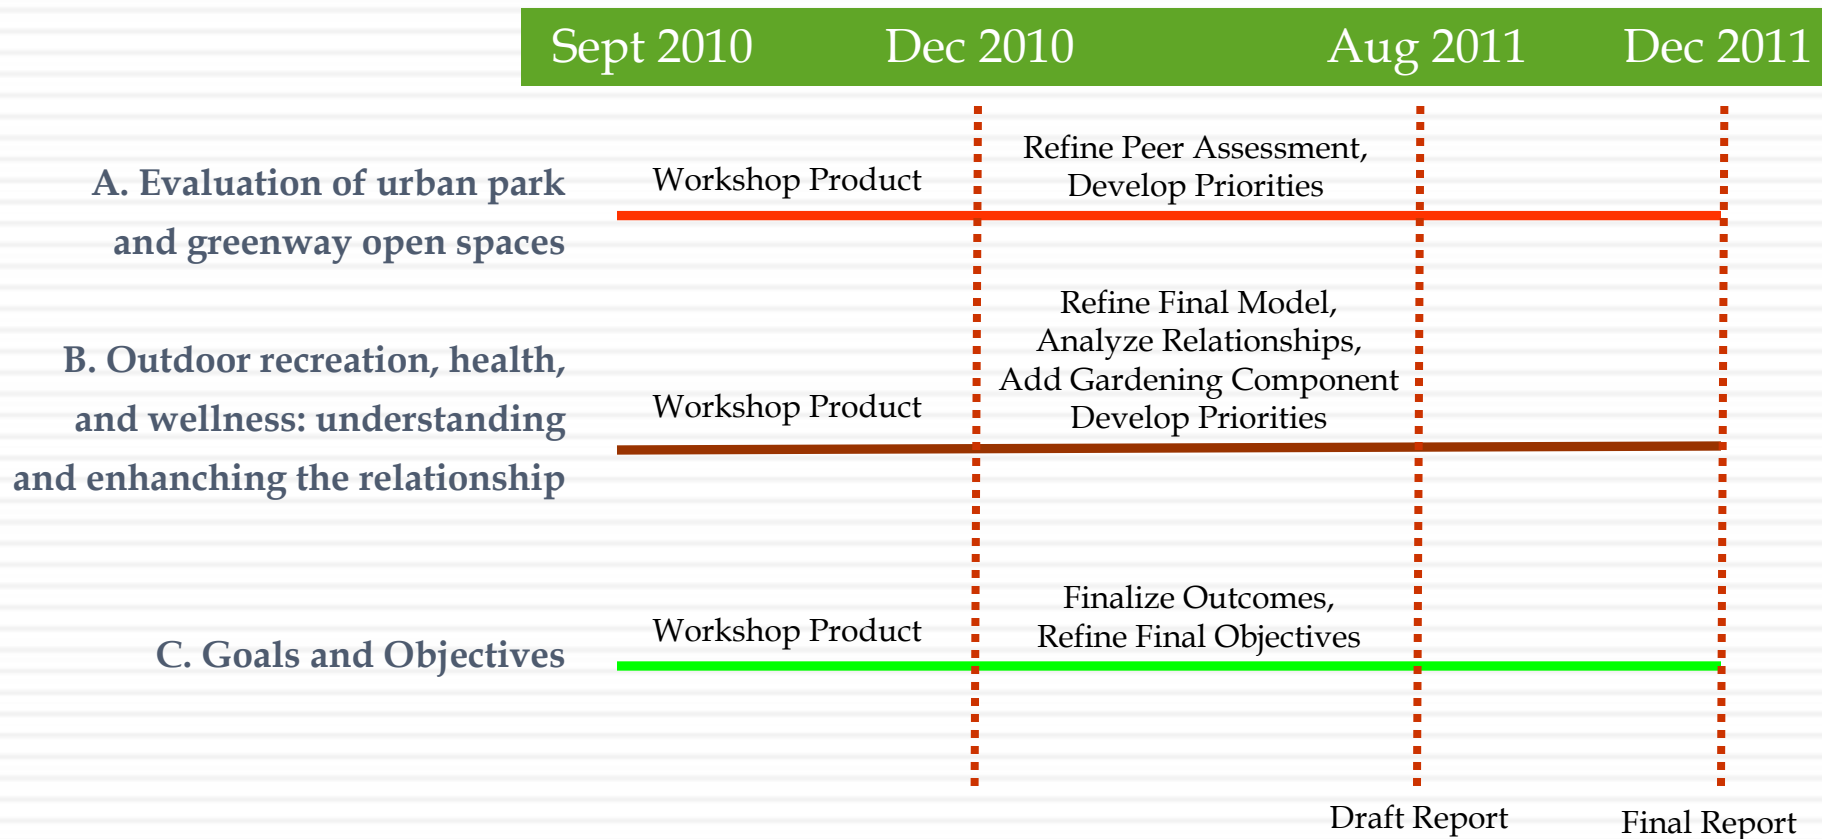 Sept 2010 Dec 2010 Aug 2011 Dec 2011
A. Evaluation of urban park
and greenway open spaces
Workshop Product
Refine Peer Assessment,
Develop Priorities
B. Outdoor recreation, health,
and wellness: understanding
and enhanching the relationship
Workshop Product
Refine Final Model,
Analyze Relationships,
Add Gardening Component
Develop Priorities
C. Goals and Objectives
Workshop Product
Finalize Outcomes,
Refine Final Objectives
Draft Report
Final Report